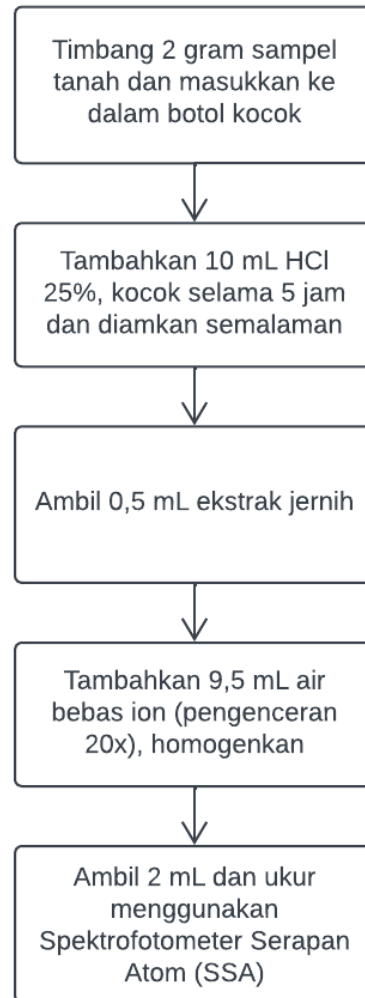 Timbang 2 gram sampel
tanah dan masukkan ke
dalam botol kocok
Tambahkan 10 mL HCl
25%, kocok selama 5 jam
dan diamkan semalaman
Ambil 0,5 mL ekstrak jernih
Tambahkan 9,5 mL air
bebas ion (pengenceran
20x), homogenkan
Ambil 2 mL dan ukur
menggunakan
Spektrofotometer Serapan
Atom (SSA)